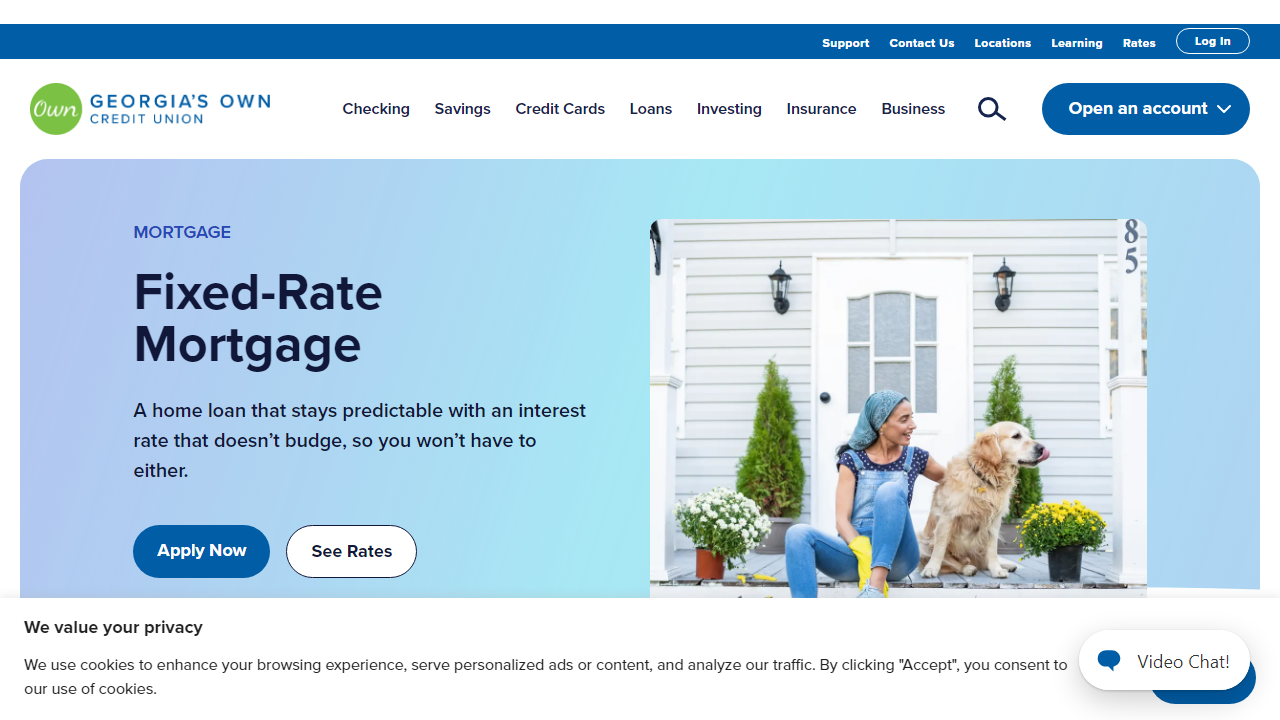 Support Contact Us Locations Learning Rates Log In
Own GEORGIA'S OWN
CREDIT UNION
Checking Savings Credit Cards Loans Investing Insurance Business Open an account
MORTGAGE
Fixed-Rate
Mortgage
A home loan that stays predictable with an interest
rate that doesn’t budge, so you won’t have to
either.
Apply Now See Rates
8
5
We value your privacy
We use cookies to enhance your browsing experience, serve personalized ads or content, and analyze our traffic. By clicking "Accept", you consent to
our use of cookies.
Video Chat!